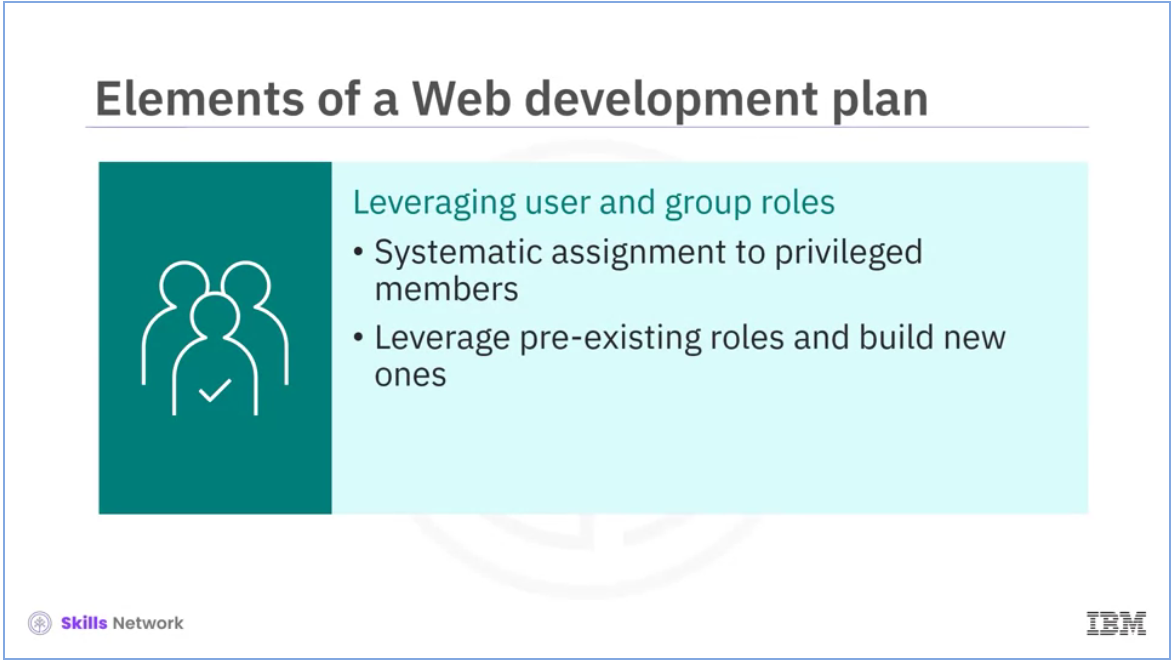 Elements of a Web development plan
Leveraging user and group roles
• Systematic assignment to privileged
members
• Leverage pre-existing roles and build new
ones
Skills Network
IBM